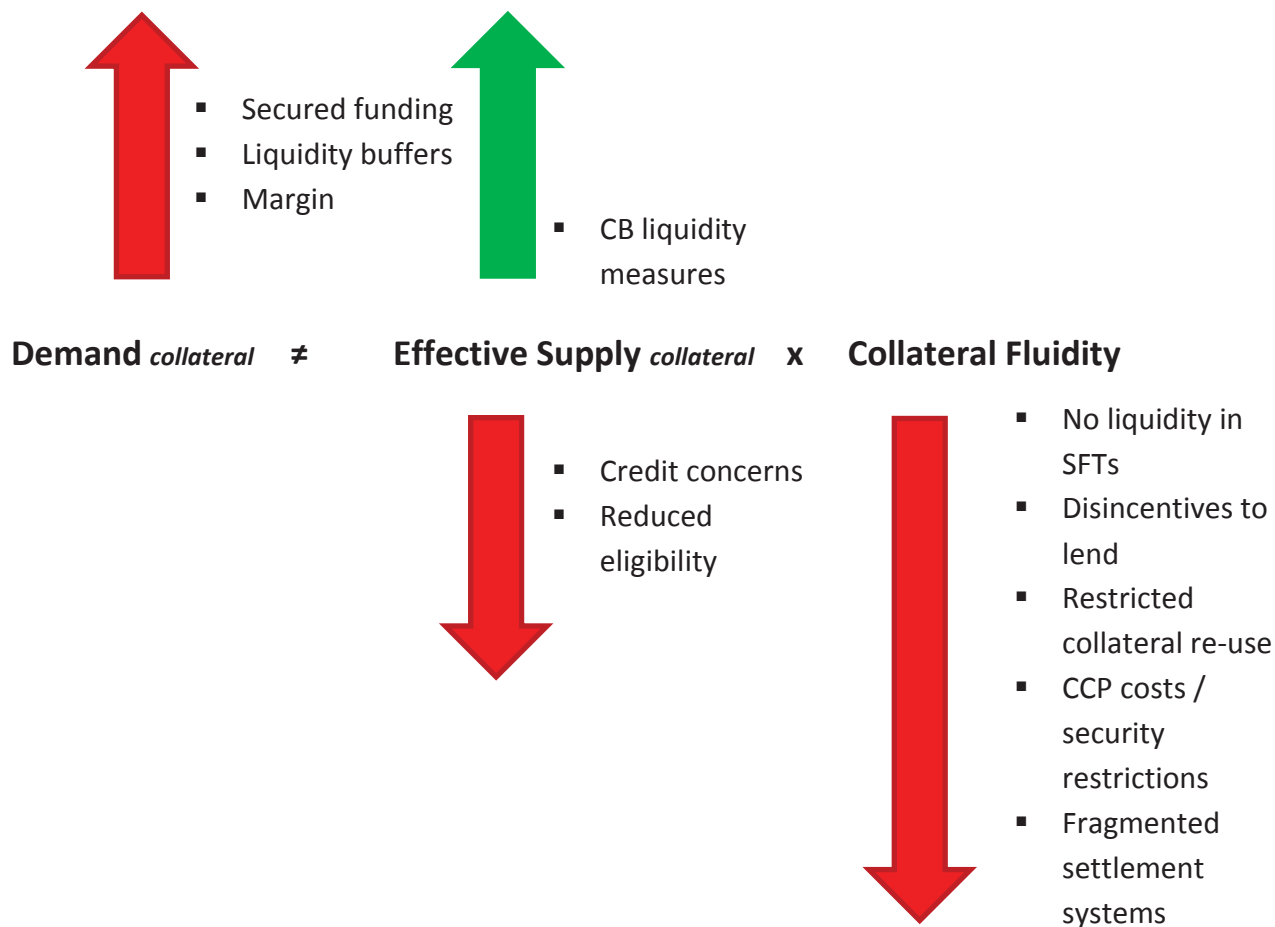 ▪ Secured funding
▪ Liquidity buffers
▪ Margin
▪ CB liquidity
measures
Demand collateral ≠ Effective Supply collateral x Collateral Fluidity
▪ Credit concerns
▪ Reduced
eligibility
▪ No liquidity in
SFTs
▪ Disincentives to
lend
▪ Restricted
collateral re-use
▪ CCP costs /
security
restrictions
▪ Fragmented
settlement
systems